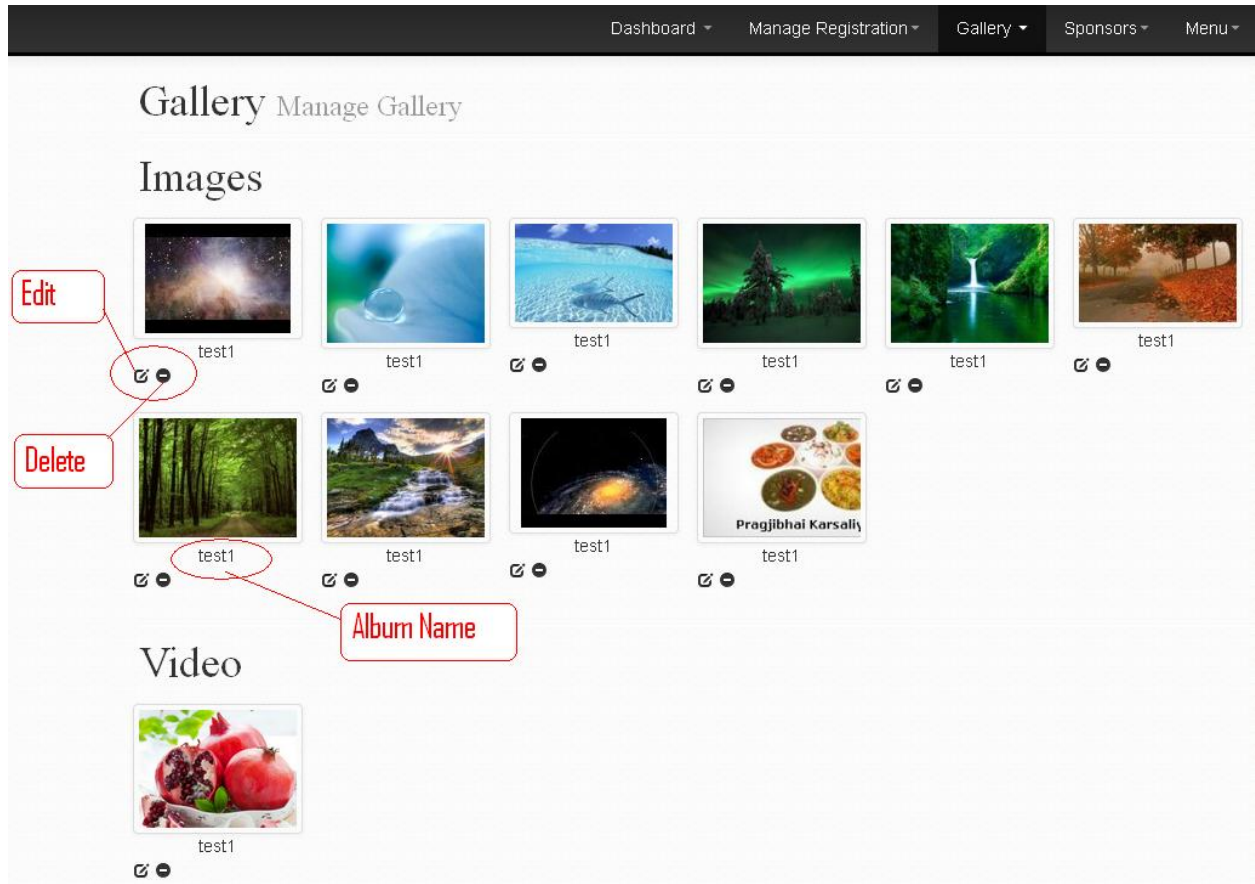 Dashboard Manage Registration Gallery Sponsors Menu
Gallery Manage Gallery
Images
Edit
test1 test1 test1 test1 test1 test1
Delete
Pragjibhai Karsaliy
test1 test1 test1 test1
Album Name
Video
test1